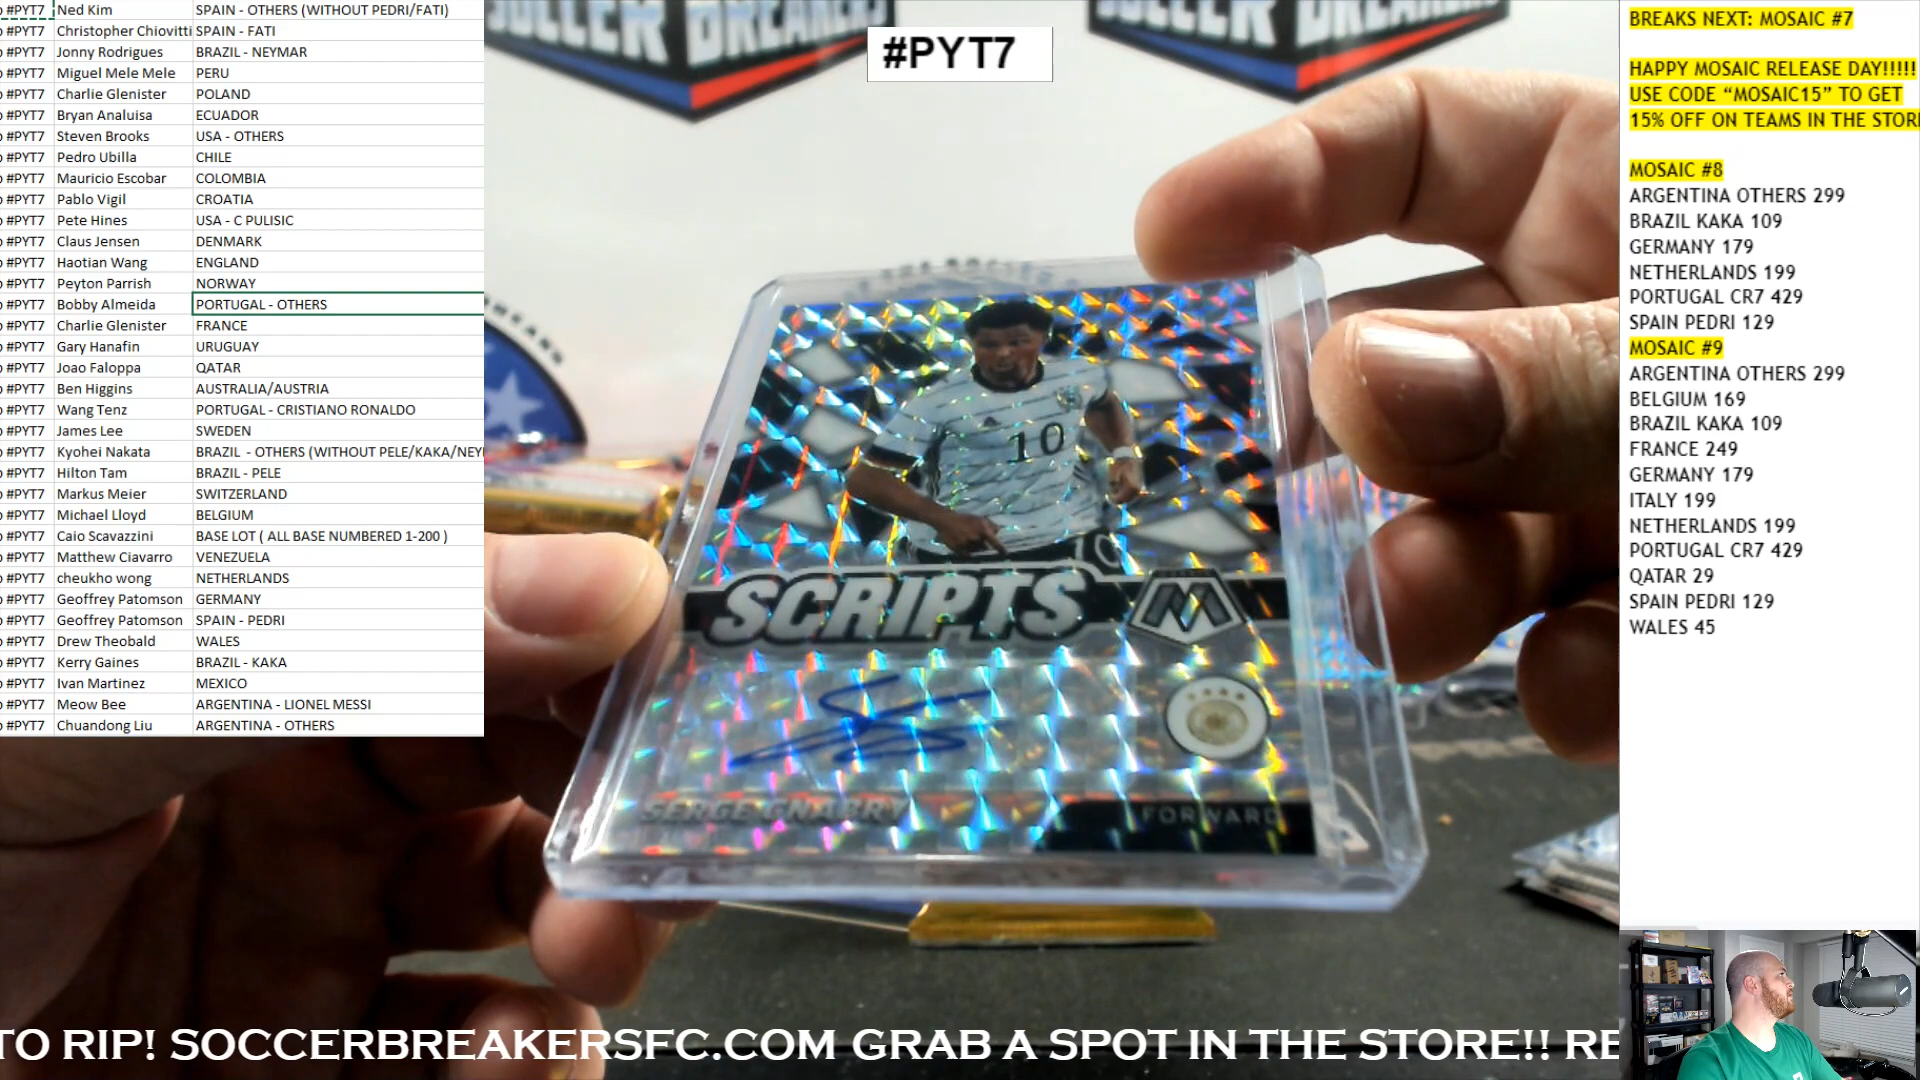 #PYT7 Ned Kim SPAIN - OTHERS (WITHOUT PEDRI/FATI)
#PYT7 Christopher Chiovitti SPAIN - FATI
#PYT7 Jonny Rodrigues BRAZIL - NEYMAR
#PYT7 Miguel Mele Mele PERU
#PYT7 Charlie Glenister POLAND
#PYT7 Bryan Analuisa ECUADOR
#PYT7 Steven Brooks USA - OTHERS
#PYT7 Pedro Ubilla CHILE
#PYT7 Mauricio Escobar COLOMBIA
#PYT7 Pablo Vigil CROATIA
#PYT7 Pete Hines USA - C PULISIC
#PYT7 Claus Jensen DENMARK
#PYT7 Haotian Wang ENGLAND
#PYT7 Peyton Parrish NORWAY
#PYT7 Bobby Almeida PORTUGAL - OTHERS
#PYT7 Charlie Glenister FRANCE
#PYT7 Gary Hanafin URUGUAY
#PYT7 Joao Faloppa QATAR
#PYT7 Ben Higgins AUSTRALIA/AUSTRIA
#PYT7 Wang Tenz PORTUGAL - CRISTIANO RONALDO
#PYT7 James Lee SWEDEN
#PYT7 Kyohei Nakata BRAZIL - OTHERS (WITHOUT PELE/KAKA/NEY
#PYT7 Hilton Tam BRAZIL - PELE
#PYT7 Markus Meier SWITZERLAND
#PYT7 Michael Lloyd BELGIUM
#PYT7 Caio Scavazzini BASE LOT ( ALL BASE NUMBERED 1-200 )
#PYT7 Matthew Ciavarro VENEZUELA
#PYT7 cheukho wong NETHERLANDS
#PYT7 Geoffrey Patomson GERMANY
#PYT7 Geoffrey Patomson SPAIN - PEDRI
#PYT7 Drew Theobald WALES
#PYT7 Kerry Gaines BRAZIL - KAKA
#PYT7 Ivan Martinez MEXICO
#PYT7 Meow Bee ARGENTINA - LIONEL MESSI
#PYT7 Chuandong Liu ARGENTINA - OTHERS
SOCCER BREAKERS
#PYT7
10
SCRIPTS
M
SERGE GNABRY
FORWARD
BREAKS NEXT: MOSAIC #7
HAPPY MOSAIC RELEASE DAY!!!!!
USE CODE “MOSAIC15” TO GET
15% OFF ON TEAMS IN THE STOR
MOSAIC #8
ARGENTINA OTHERS 299
BRAZIL KAKA 109
GERMANY 179
NETHERLANDS 199
PORTUGAL CR7 429
SPAIN PEDRI 129
MOSAIC #9
ARGENTINA OTHERS 299
BELGIUM 169
BRAZIL KAKA 109
FRANCE 249
GERMANY 179
ITALY 199
NETHERLANDS 199
PORTUGAL CR7 429
QATAR 29
SPAIN PEDRI 129
WALES 45
TO RIP! SOCCERBREAKERSFC.COM GRAB A SPOT IN THE STORE!! RE